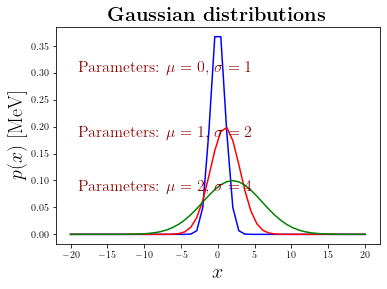 Gaussian distributions
p(x) [MeV]
0.35
0.30
0.25
0.20
0.15
0.10
0.05
0.00
Parameters: μ = 0, σ = 1
Parameters: μ = 1, σ = 2
Parameters: μ = 2, σ = 4
−20 −15 −10 −5 0 5 10 15 20
x